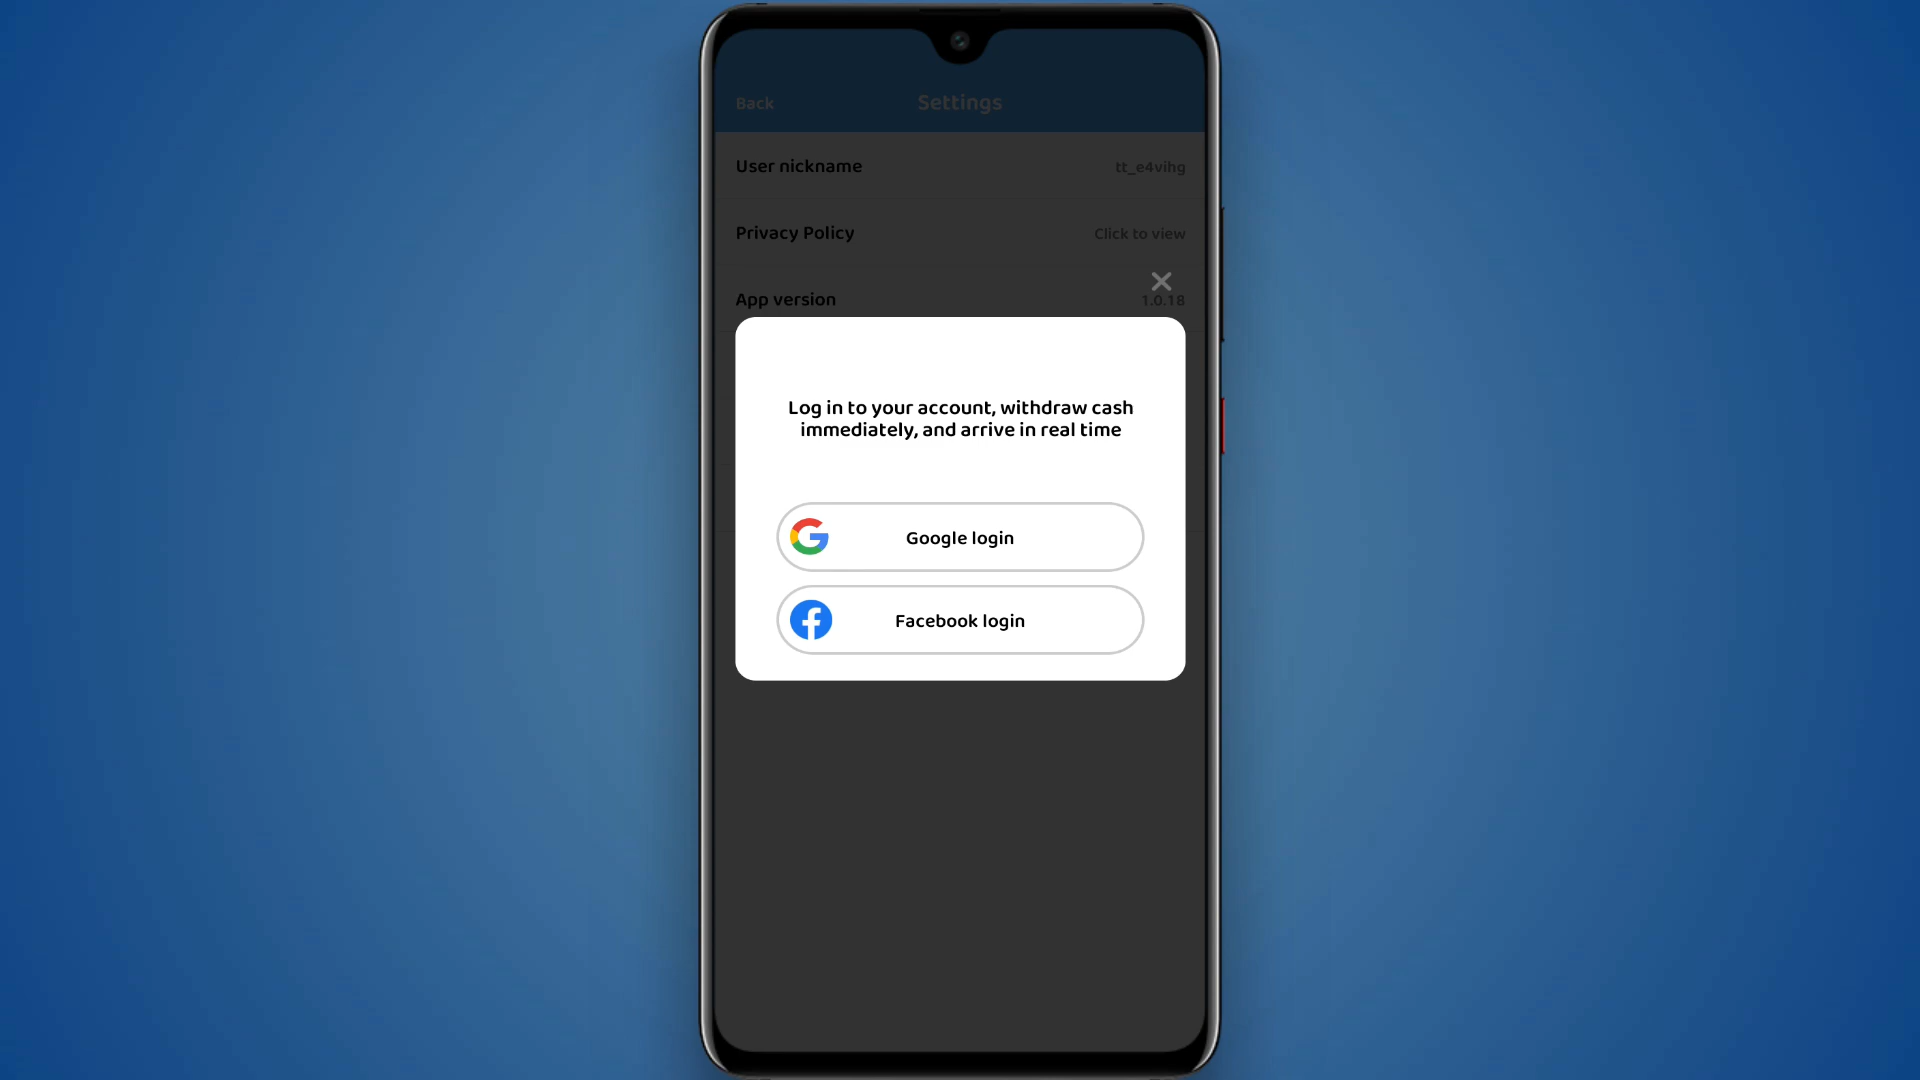 Back
Settings
User nickname
tt_e4vihg
Privacy Policy
Click to view
App version
1.0.18
Log in to your account, withdraw cash
immediately, and arrive in real time
Google login
Facebook login